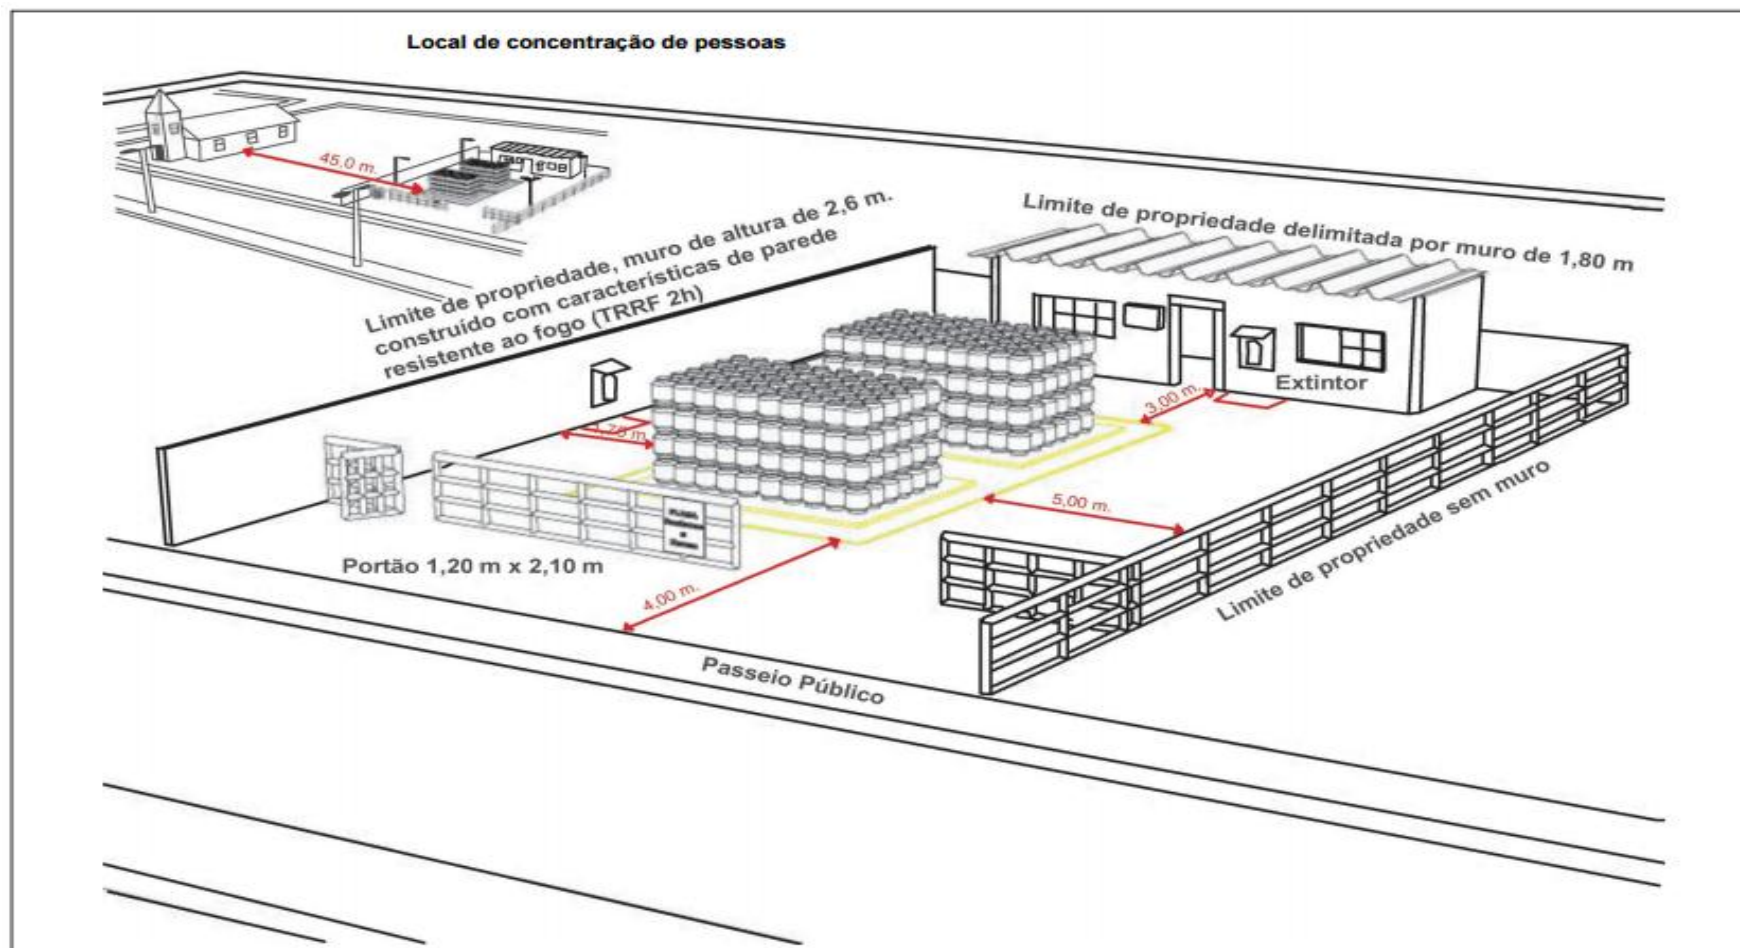 Local de concentração de pessoas
45,0 m.
Limite de propriedade, muro de altura de 2,6 m.
construído com características de parede
resistente ao fogo (TRRF 2h)
Limite de propriedade delimitada por muro de 1,80 m
Extintor
3,00 m.
,75 m
5,00 m.
Limite de propriedade sem muro
Portão 1,20 m x 2,10 m
4,00 m.
Passeio Público